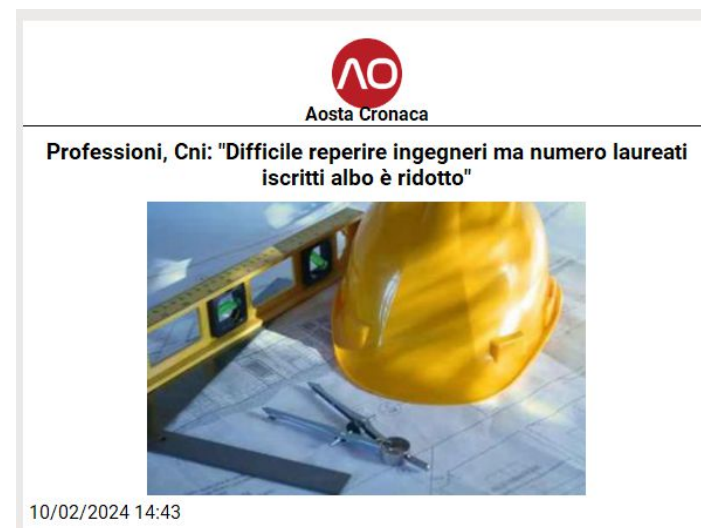 AO
Aosta Cronaca
Professioni, Cni: "Difficile reperire ingegneri ma numero laureati
iscritti albo è ridotto"
10/02/2024 14:43